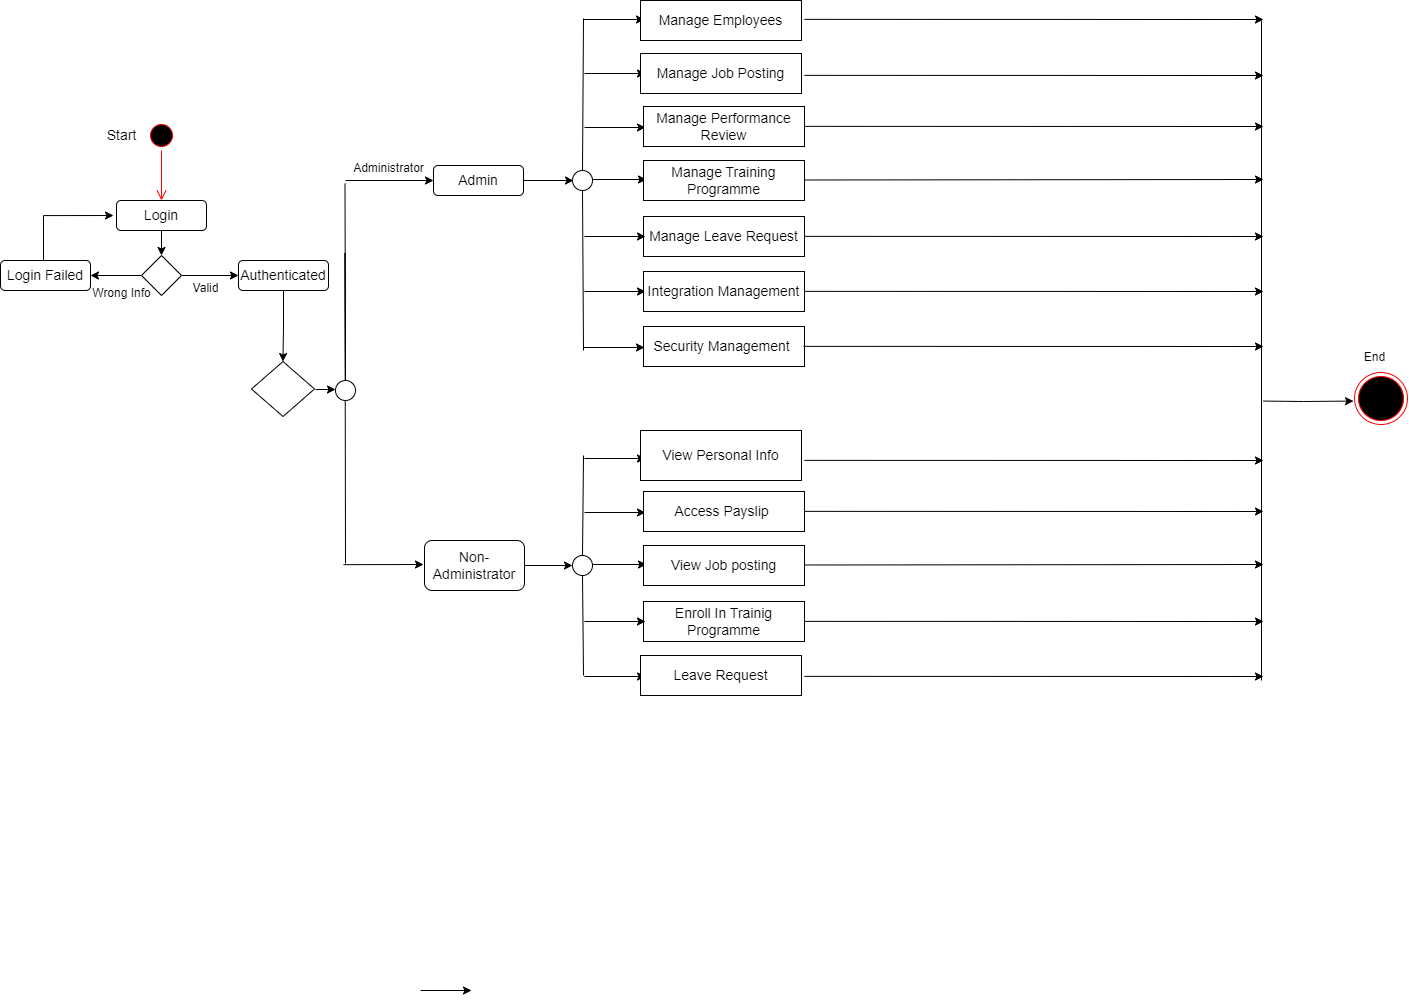 Start
Login
Login Failed
Wrong Info
Valid
Authenticated
Administrator
Admin
Manage Employees
Manage Job Posting
Manage Performance
Review
Manage Training
Programme
Manage Leave Request
Integration Management
Security Management
Non-
Administrator
View Personal Info
Access Payslip
View Job posting
Enroll In Trainig
Programme
Leave Request
End